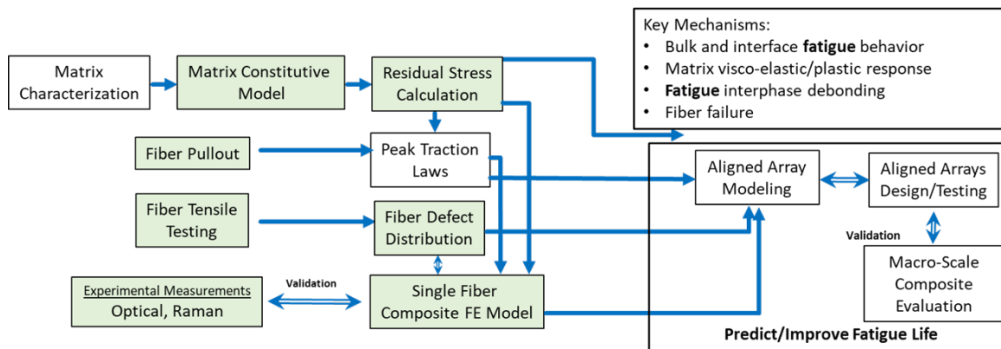 Key Mechanisms:
• Bulk and interface fatigue behavior
• Matrix visco-elastic/plastic response
• Fatigue interphase debonding
• Fiber failure
Matrix
Characterization
Matrix Constitutive
Model
Residual Stress
Calculation
Fiber Pullout
Peak Traction
Laws
Aligned Array
Modeling
Aligned Arrays
Design/Testing
Fiber Tensile
Testing
Fiber Defect
Distribution
Validation
Experimental Measurements
Optical, Raman
Validation
Single Fiber
Composite FE Model
Macro-Scale
Composite
Evaluation
Predict/Improve Fatigue Life